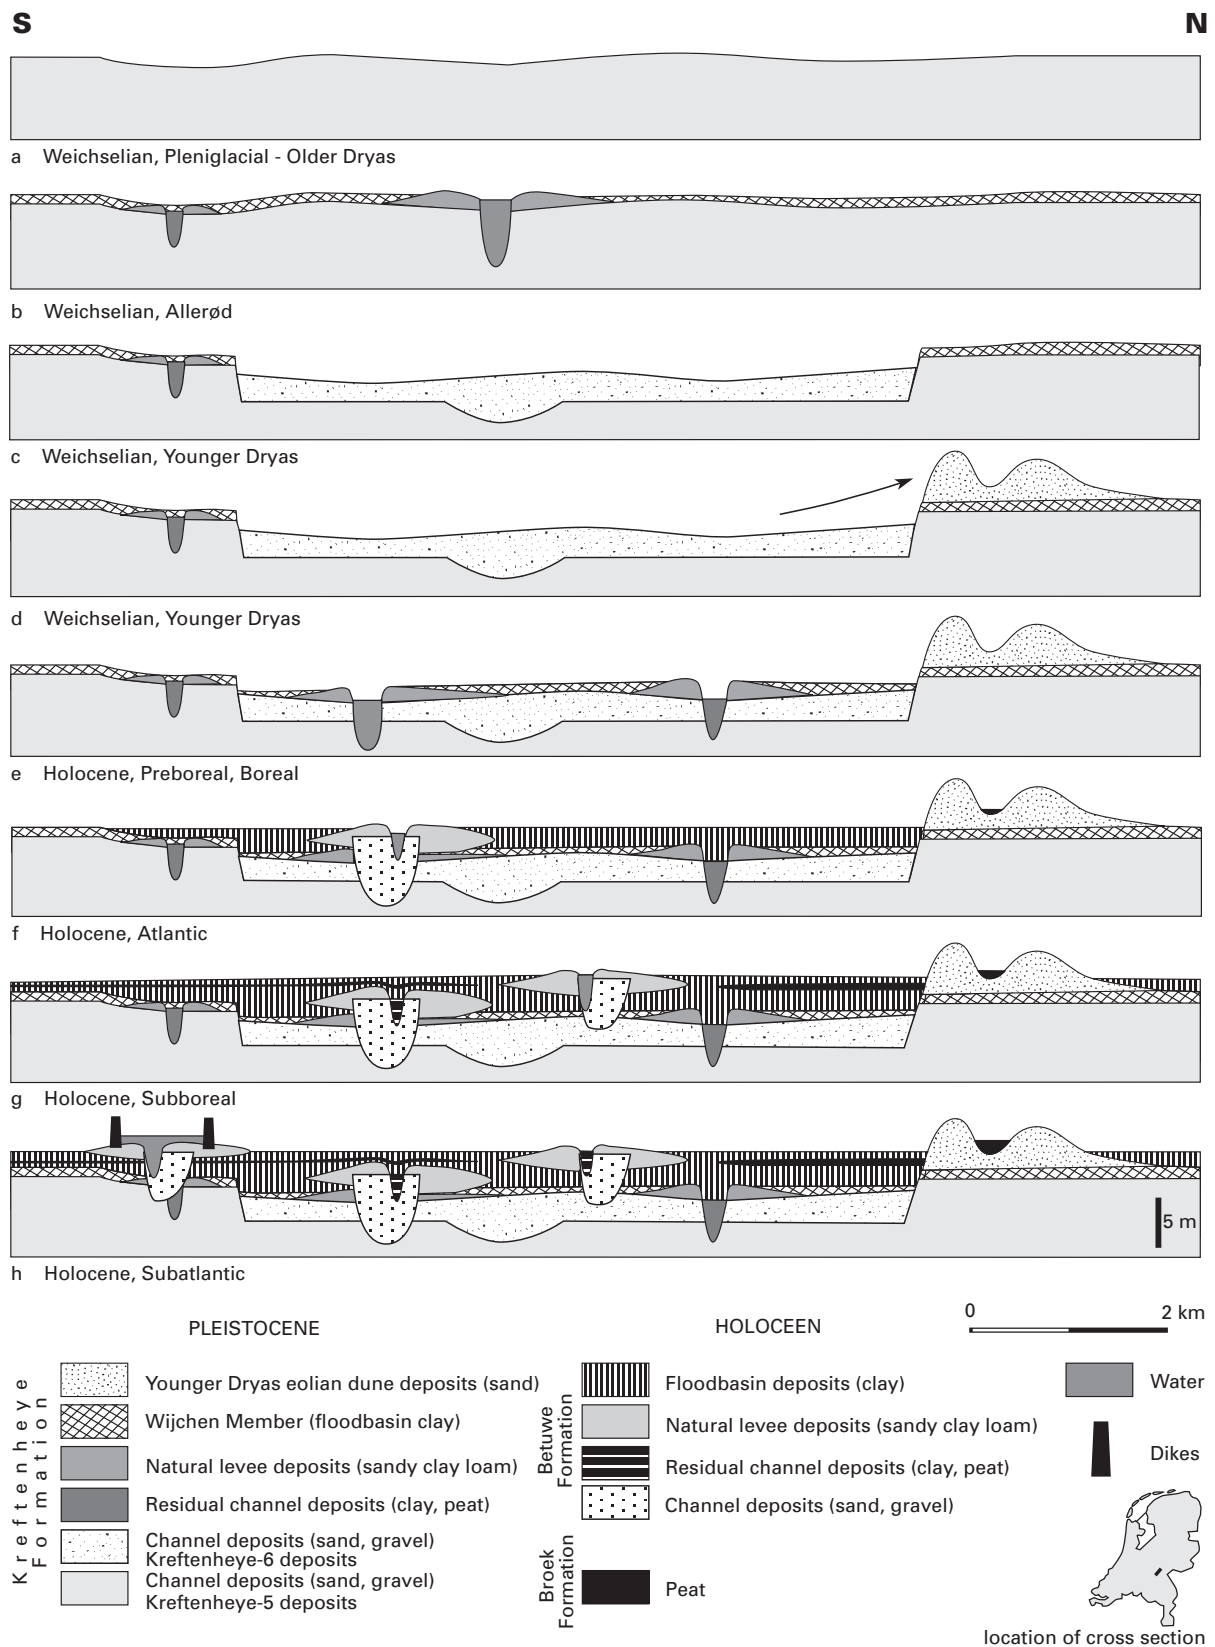 S
N
a Weichselian, Pleniglacial - Older Dryas
b Weichselian, Allerød
c Weichselian, Younger Dryas
d Weichselian, Younger Dryas
e Holocene, Preboreal, Boreal
f Holocene, Atlantic
g Holocene, Subboreal
5 m
h Holocene, Subatlantic
0 2 km
PLEISTOCENE
Kreftenheye
Formation
Younger Dryas eolian dune deposits (sand)
Wijchen Member (floodbasin clay)
Natural levee deposits (sandy clay loam)
Residual channel deposits (clay, peat)
Channel deposits (sand, gravel)
Kreftenheye-6 deposits
Channel deposits (sand, gravel)
Kreftenheye-5 deposits
HOLOCEEN
Betuwe
Formation
Floodbasin deposits (clay)
Natural levee deposits (sandy clay loam)
Residual channel deposits (clay, peat)
Channel deposits (sand, gravel)
Broek
Formation
Peat
Water
Dikes
location of cross section